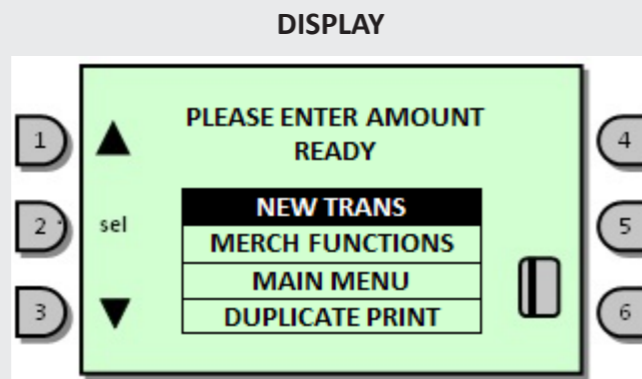 DISPLAY
PLEASE ENTER AMOUNT
READY
1
4
NEW TRANS
2
sel
5
MERCH FUNCTIONS
MAIN MENU
3
6
DUPLICATE PRINT